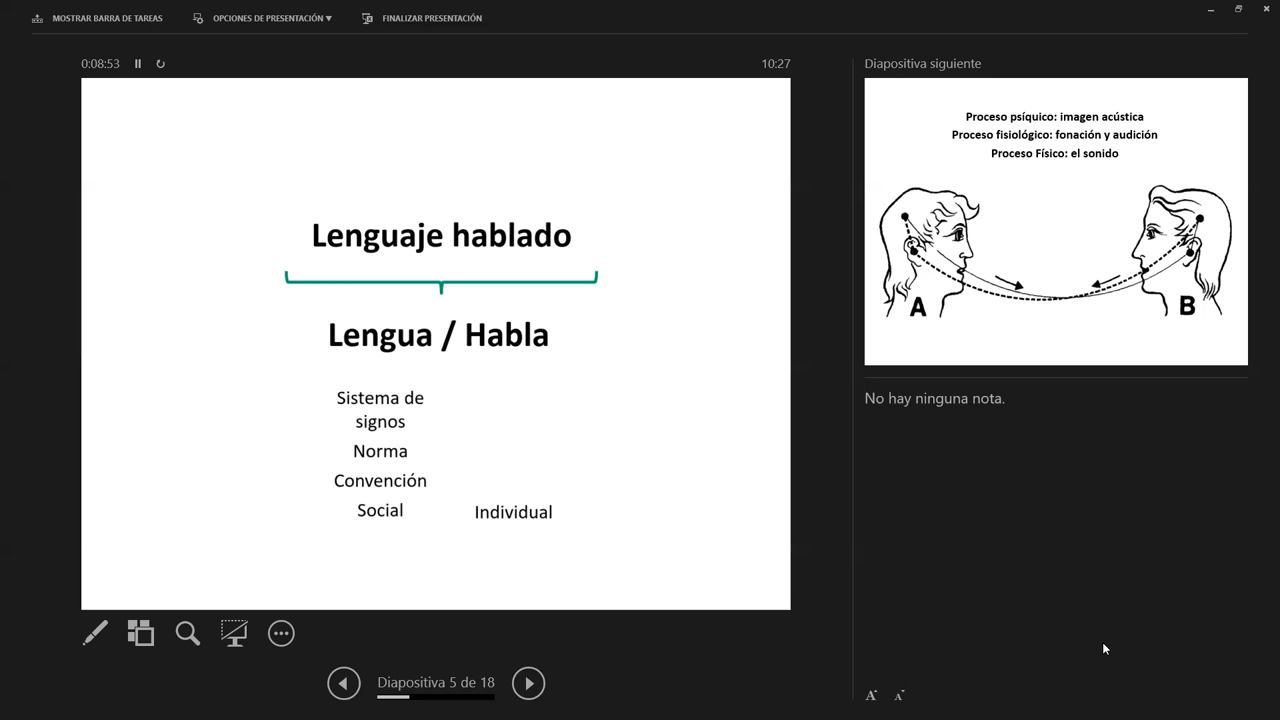 MOSTRAR BARRA DE TAREAS
OPCIONES DE PRESENTACIÓN ▼
FINALIZAR PRESENTACIÓN
0:08:53
10:27
Lenguaje hablado
Lengua / Habla
Sistema de
signos
Norma
Convención
Social
Individual
Diapositiva 5 de 18
Diapositiva siguiente
Proceso psíquico: imagen acústica
Proceso fisiológico: fonación y audición
Proceso Físico: el sonido
A
B
No hay ninguna nota.
A
A